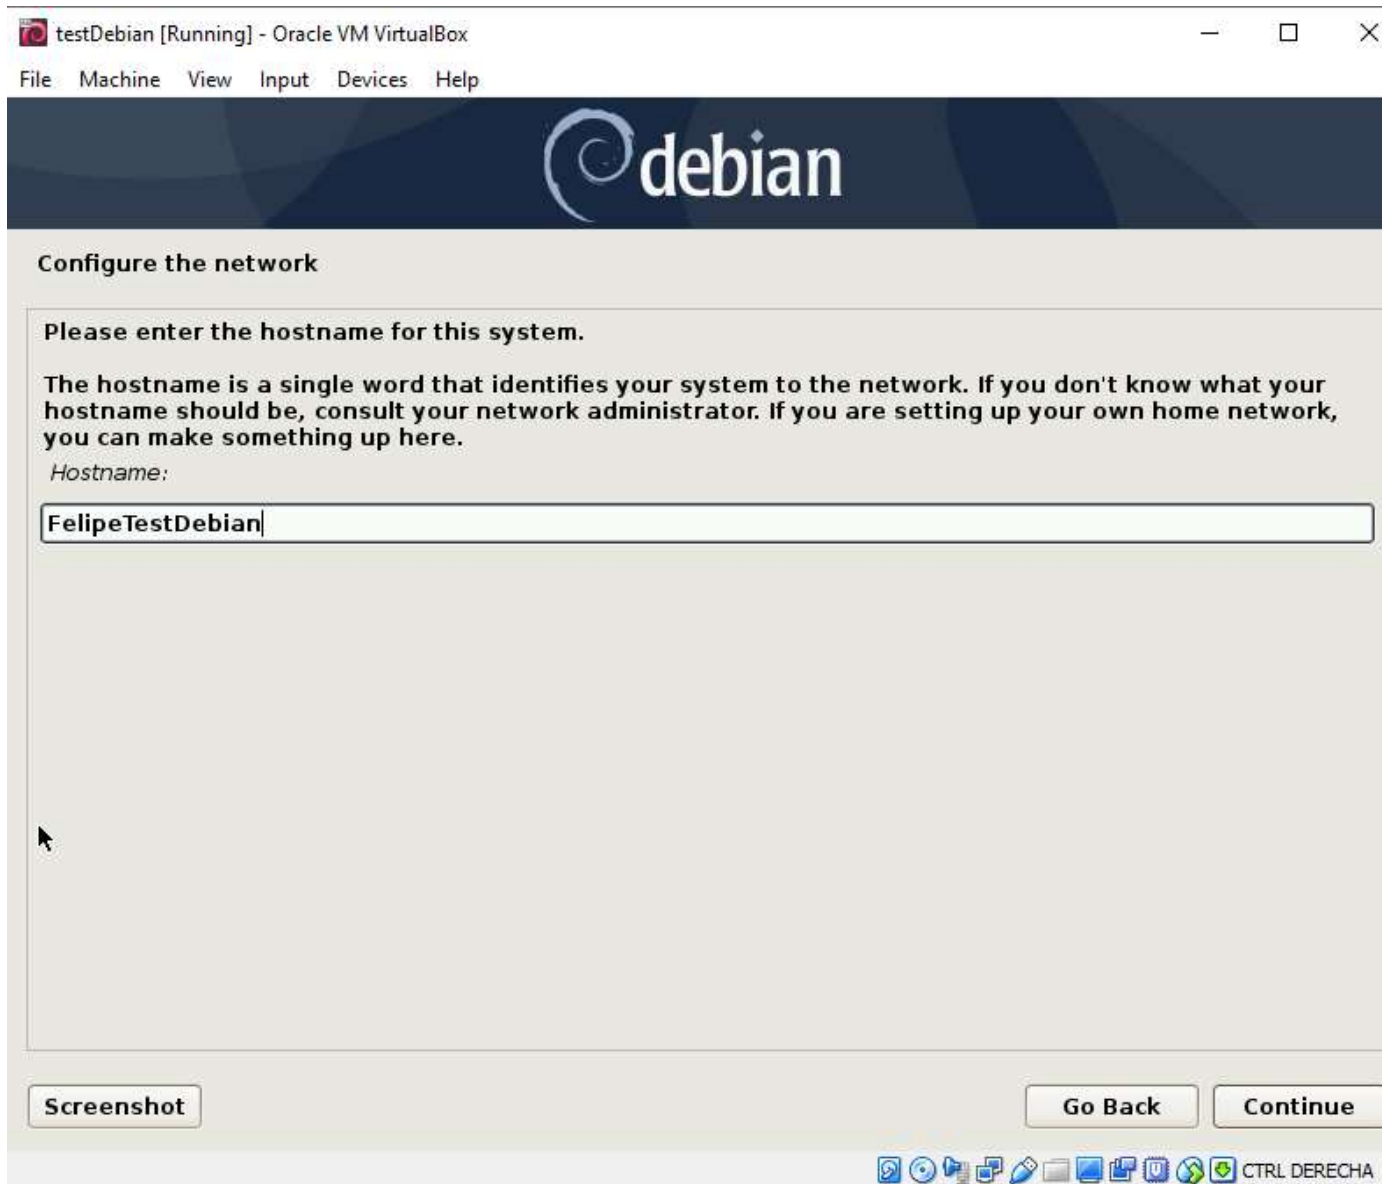 testDebian [Running] - Oracle VM VirtualBox
File Machine View Input Devices Help
debian
Configure the network
Please enter the hostname for this system.
The hostname is a single word that identifies your system to the network. If you don't know what your
hostname should be, consult your network administrator. If you are setting up your own home network,
you can make something up here.
Hostname:
FelipeTestDebian
Screenshot
Go Back
Continue
CTRL DERECHA